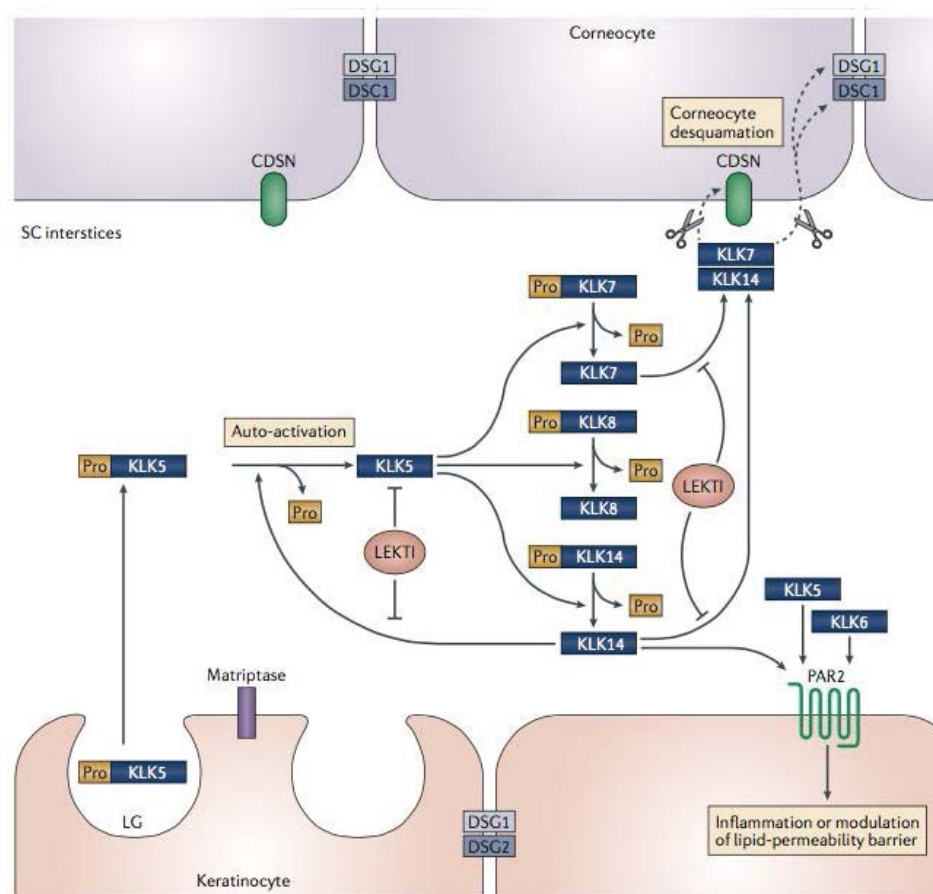 Corneocyte
DSG1
DSC1
DSG1
DSC1
Corneocyte
desquamation
CDSN
CDSN
SC interstices
KLK7
KLK14
Pro KLK7
Pro
KLK7
Pro KLK8
Pro
KLK8
Auto-activation
Pro KLK5
KLK5
Pro
LEKTI
LEKTI
Pro KLK14
Pro
KLK14
KLK5
KLK6
PAR2
Matriptase
Pro KLK5
LG
DSG1
DSG2
Keratinocyte
Inflammation or modulation
of lipid-permeability barrier